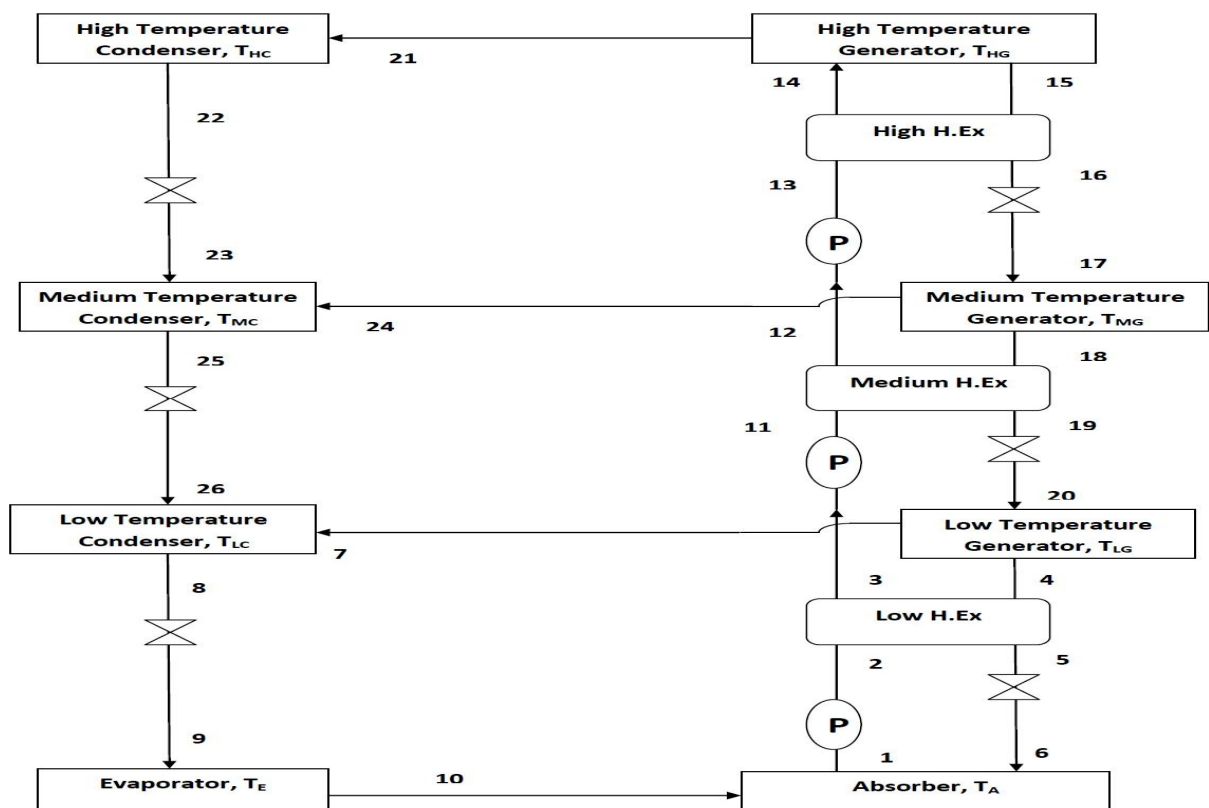 High Temperature
Condenser, THC
High Temperature
Generator, THG
21
14
15
22
High H.Ex
13
16
P
23
17
Medium Temperature
Condenser, TMC
Medium Temperature
Generator, TMG
24
12
25
18
Medium H.Ex
11
19
P
26
20
Low Temperature
Condenser, TLC
Low Temperature
Generator, TLG
7
8
3
4
Low H.Ex
2
5
P
9
1
6
10
Evaporator, TE
Absorber, TA